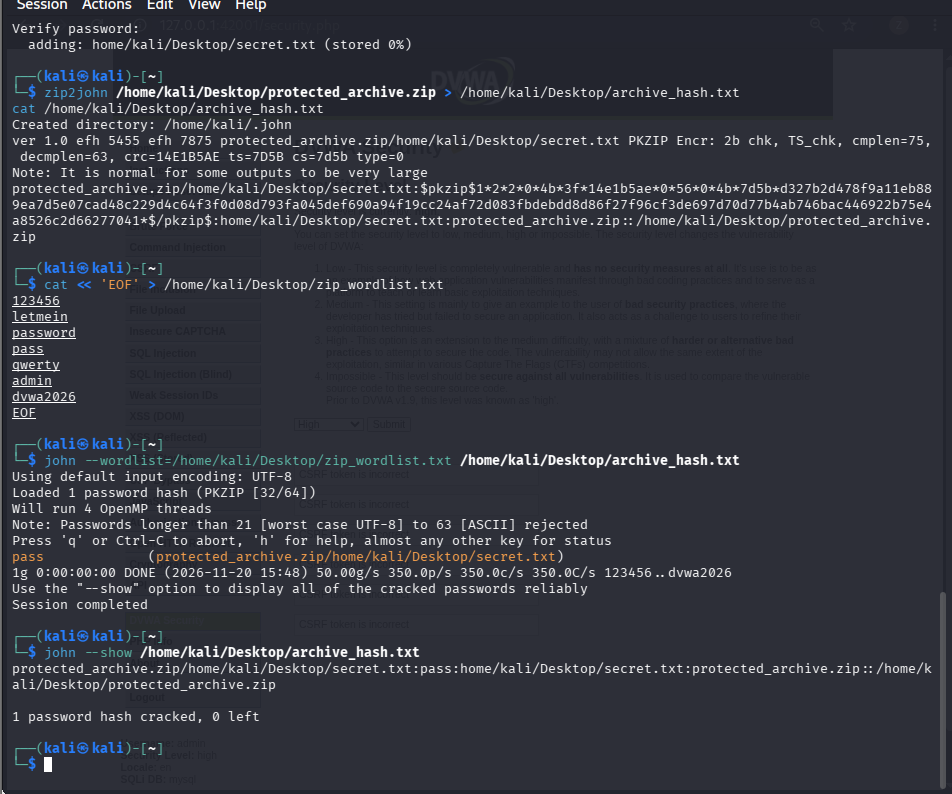 Session Actions Edit View Help
Verify password:
  adding: home/kali/Desktop/secret.txt (stored 0%)
┌──(kali㉿kali)-[~]
└─$ zip2john /home/kali/Desktop/protected_archive.zip > /home/kali/Desktop/archive_hash.txt
cat /home/kali/Desktop/archive_hash.txt
Created directory: /home/kali/.john
ver 1.0 efh 5455 efh 7875 protected_archive.zip/home/kali/Desktop/secret.txt PKZIP Encr: 2b chk, TS_chk, cmplen=75,
 decmplen=63, crc=14E1B5AE ts=7D5B cs=7d5b type=0
Note: It is normal for some outputs to be very large
protected_archive.zip/home/kali/Desktop/secret.txt:$pkzip$1*2*2*0*4b*3f*14e1b5ae*0*56*0*4b*7d5b*d327b2d478f9a11eb88
9ea7d5e07cad48c229d4c64f3f0d08d793fa045def690a94f19cc24af72d083fbdebdd8d86f27f96cf3de697d70d77b4ab746bac446922b75e4
a8526c2d66277041*$/pkzip$:home/kali/Desktop/secret.txt:protected_archive.zip::/home/kali/Desktop/protected_archive.
zip
┌──(kali㉿kali)-[~]
└─$ cat << 'EOF' > /home/kali/Desktop/zip_wordlist.txt
123456
letmein
password
pass
qwerty
admin
dvwa2026
EOF
┌──(kali㉿kali)-[~]
└─$ john --wordlist=/home/kali/Desktop/zip_wordlist.txt /home/kali/Desktop/archive_hash.txt
Using default input encoding: UTF-8
Loaded 1 password hash (PKZIP [32/64])
Will run 4 OpenMP threads
Note: Passwords longer than 21 [worst case UTF-8] to 63 [ASCII] rejected
Press 'q' or Ctrl-C to abort, 'h' for help, almost any other key for status
pass             (protected_archive.zip/home/kali/Desktop/secret.txt)
1g 0:00:00:00 DONE (2026-11-20 15:48) 50.00g/s 350.0p/s 350.0c/s 350.0C/s 123456..dvwa2026
Use the "--show" option to display all of the cracked passwords reliably
Session completed
┌──(kali㉿kali)-[~]
└─$ john --show /home/kali/Desktop/archive_hash.txt
protected_archive.zip/home/kali/Desktop/secret.txt:pass:home/kali/Desktop/secret.txt:protected_archive.zip::/home/k
ali/Desktop/protected_archive.zip
1 password hash cracked, 0 left
┌──(kali㉿kali)-[~]
└─$